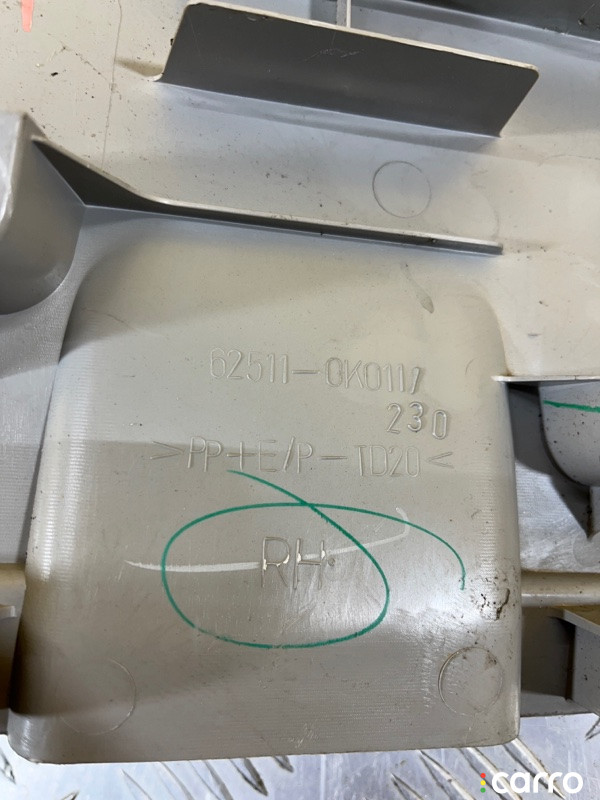 62511-0K011/
230
>PP+E/P-TD20<
RH
carro